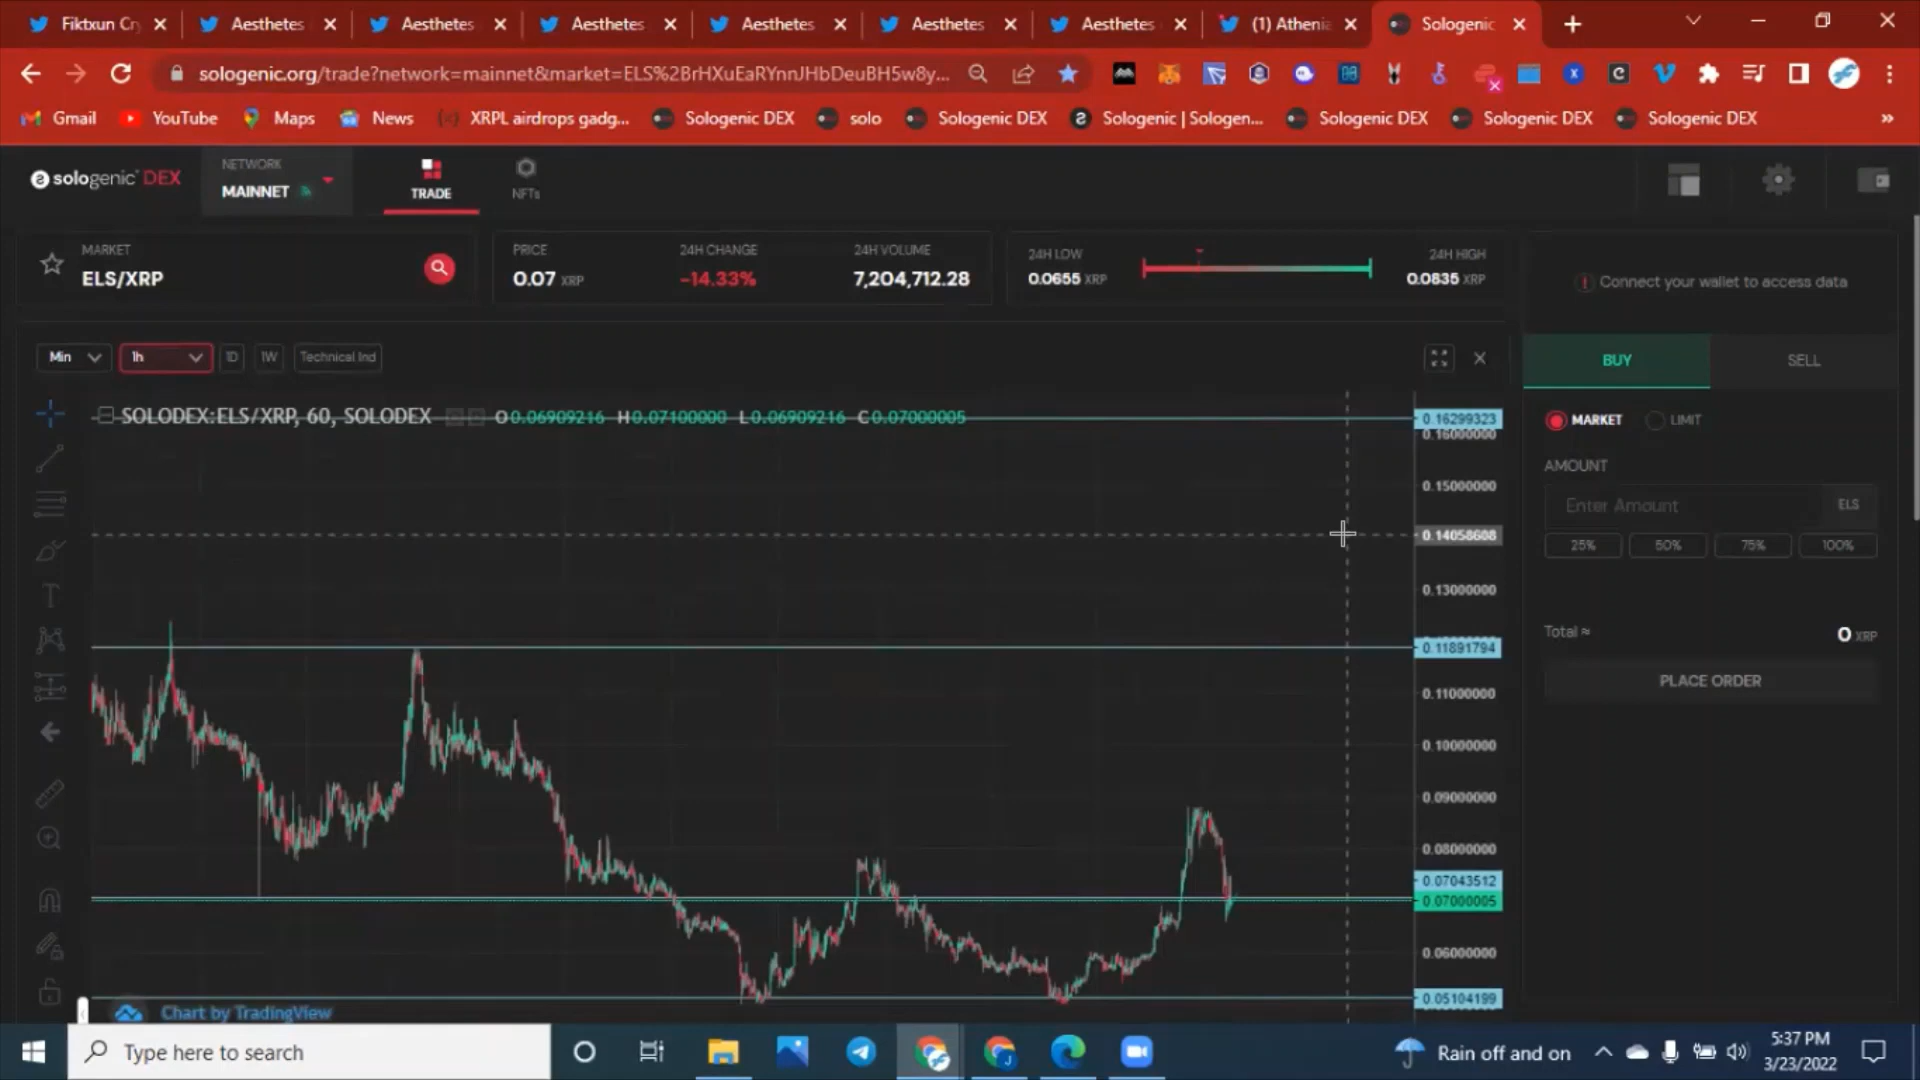 Fiktxun Cry
Aesthetes
Aesthetes
Aesthetes
Aesthetes
Aesthetes
Aesthetes
(1) Athenia
Sologenic
sologenic.org/trade?network=mainnet&market=ELS%2BrHXuEaRYnnJHbDeuBH5w8y...
Gmail
YouTube
Maps
News
XRPL airdrops gadg...
Sologenic DEX
solo
Sologenic DEX
Sologenic | Sologen...
Sologenic DEX
Sologenic DEX
Sologenic DEX
»
sologenic DEX
NETWORK
MAINNET
TRADE
NFTs
MARKET
ELS/XRP
PRICE
0.07 XRP
24H CHANGE
-14.33%
24H VOLUME
7,204,712.28
24H LOW
0.0655 XRP
24H HIGH
0.0835 XRP
Connect your wallet to access data
Min
1h
1D
1W
Technical Ind
BUY
SELL
SOLODEX:ELS/XRP, 60, SOLODEX
O0.06909216 H0.07100000 L0.06909216 C0.07000005
MARKET
LIMIT
AMOUNT
Enter Amount
ELS
25%
50%
75%
100%
Total ≈
0 XRP
PLACE ORDER
0.16299323
0.16000000
0.15000000
0.14058608
0.13000000
0.11891794
0.11000000
0.10000000
0.09000000
0.08000000
0.07043512
0.07000005
0.06000000
0.05104199
Chart by TradingView
Type here to search
Rain off and on
5:37 PM
3/23/2022